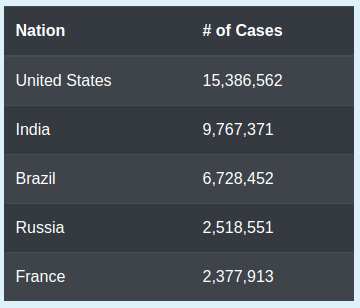 Nation # of Cases
United States 15,386,562
India 9,767,371
Brazil 6,728,452
Russia 2,518,551
France 2,377,913